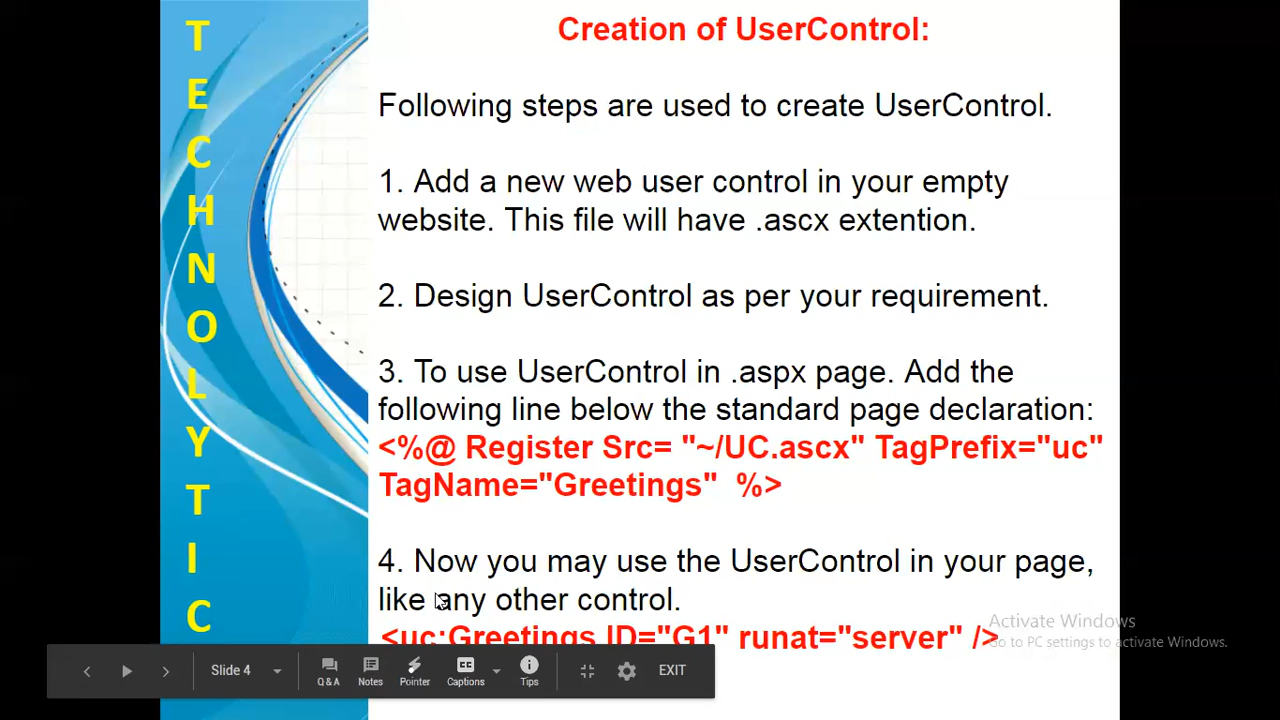 T
E
C
H
N
O
L
Y
T
I
C
Creation of UserControl:
Following steps are used to create UserControl.
1. Add a new web user control in your empty
website. This file will have .ascx extention.
2. Design UserControl as per your requirement.
3. To use UserControl in .aspx page. Add the
following line below the standard page declaration:
<%@ Register Src= "~/UC.ascx" TagPrefix="uc"
TagName="Greetings"  %>
4. Now you may use the UserControl in your page,
like any other control.
<uc:Greetings ID="G1" runat="server" />
Activate Windows
Go to PC settings to activate Windows.
Slide 4
Q & A
Notes
Pointer
CC
Captions
Tips
EXIT